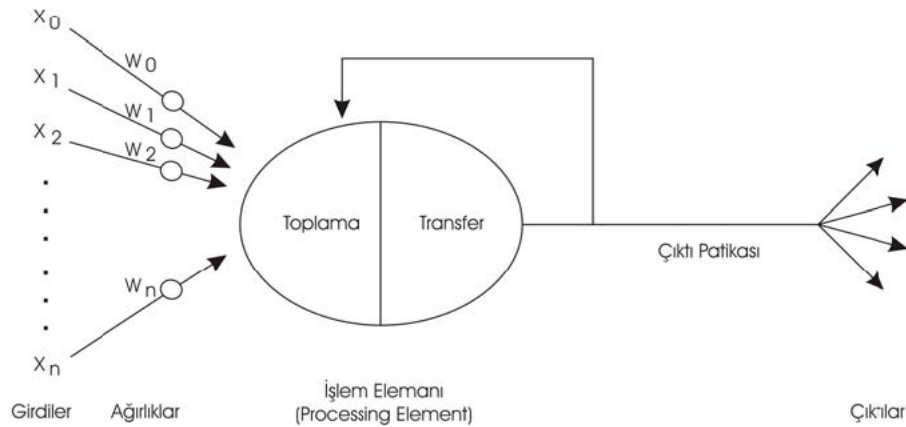 X0
W0
X1
W1
X2
W2
Toplama
Transfer
Çıktı Patikası
Wn
Xn
Girdiler
Ağırlıklar
İşlem Elemanı
(Processing Element)
Çıktılar